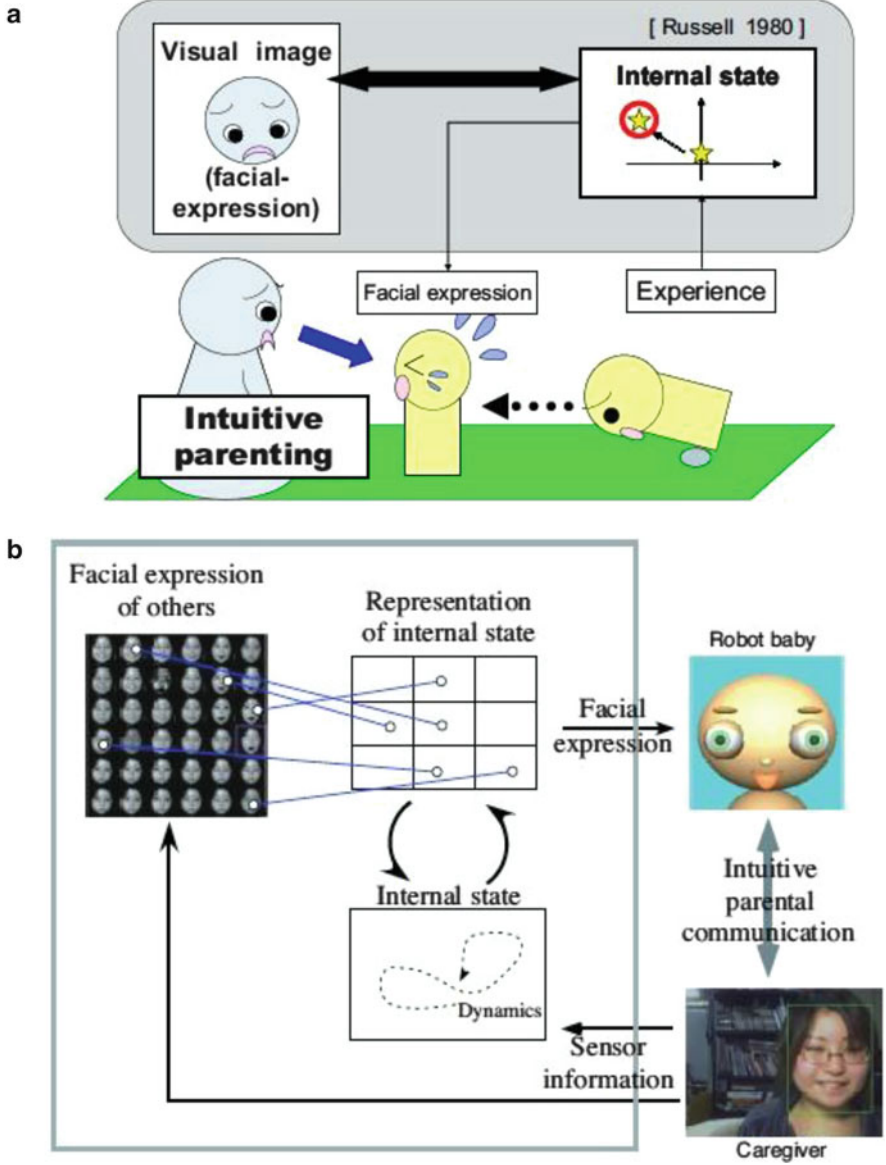 a
[ Russell 1980 ]
Visual image
(facial-
expression)
Internal state
Facial expression
Experience
Intuitive
parenting
b
Facial expression
of others
Representation
of internal state
Robot baby
Facial
expression
Intuitive
parental
communication
Internal state
Dynamics
Sensor
information
Caregiver